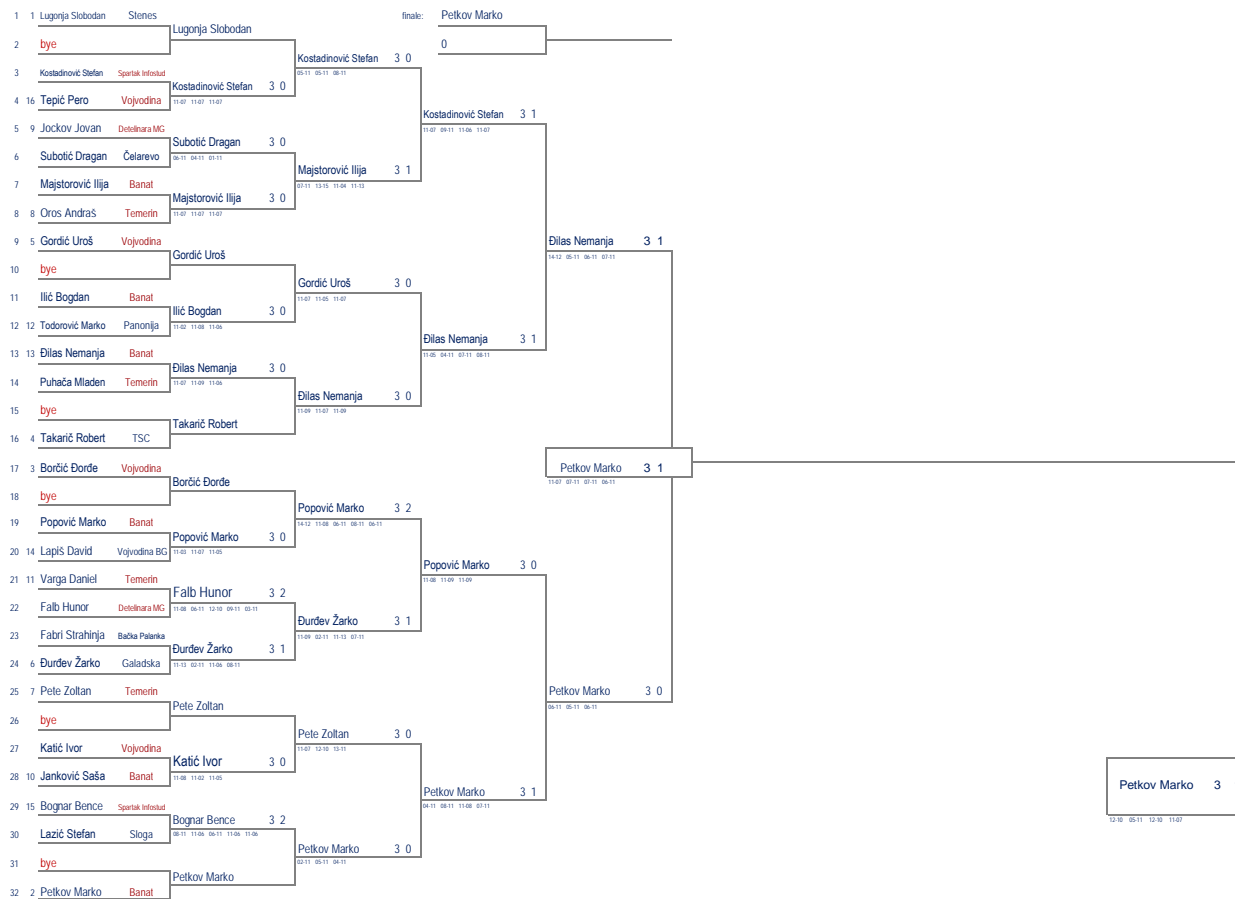 1 1 Lugonja Slobodan Stenes
finale: Petkov Marko
Lugonja Slobodan
2 bye
0
Kostadinović Stefan 3 0
05-11 05-11 08-11
3 Kostadinović Stefan Spartak Infostud
Kostadinović Stefan 3 0
11-07 11-07 11-07
4 16 Tepić Pero Vojvodina
Kostadinović Stefan 3 1
11-07 09-11 11-06 11-07
5 9 Jockov Jovan Detelinara MG
Subotić Dragan 3 0
06-11 04-11 01-11
6 Subotić Dragan Čelarevo
Majstorović Ilija 3 1
07-11 13-15 11-04 11-13
7 Majstorović Ilija Banat
Majstorović Ilija 3 0
11-07 11-07 11-07
8 8 Oros Andraš Temerin
9 5 Gordić Uroš Vojvodina
Đilas Nemanja 3 1
14-12 05-11 06-11 07-11
Gordić Uroš
10 bye
Gordić Uroš 3 0
11-07 11-05 11-07
11 Ilić Bogdan Banat
Ilić Bogdan 3 0
11-02 11-08 11-06
12 12 Todorović Marko Panonija
Đilas Nemanja 3 1
11-05 04-11 07-11 08-11
13 13 Đilas Nemanja Banat
Đilas Nemanja 3 0
11-07 11-09 11-06
14 Puhača Mladen Temerin
Đilas Nemanja 3 0
11-09 11-07 11-09
15 bye
Takarič Robert
16 4 Takarič Robert TSC
17 3 Borčić Đorđe Vojvodina
Petkov Marko 3 1
11-07 07-11 07-11 06-11
Borčić Đorđe
18 bye
Popović Marko 3 2
14-12 11-08 06-11 08-11 06-11
19 Popović Marko Banat
Popović Marko 3 0
11-03 11-07 11-05
20 14 Lapiš David Vojvodina BG
Popović Marko 3 0
11-08 11-09 11-09
21 11 Varga Daniel Temerin
Falb Hunor 3 2
11-08 06-11 12-10 09-11 03-11
22 Falb Hunor Detelinara MG
Đurđev Žarko 3 1
11-09 02-11 11-13 07-11
23 Fabri Strahinja Bačka Palanka
Đurđev Žarko 3 1
11-13 02-11 11-06 08-11
24 6 Đurđev Žarko Galadska
25 7 Pete Zoltan Temerin
Petkov Marko 3 0
06-11 05-11 06-11
Pete Zoltan
26 bye
Pete Zoltan 3 0
11-07 12-10 13-11
27 Katić Ivor Vojvodina
Katić Ivor 3 0
11-08 11-02 11-05
28 10 Janković Saša Banat
Petkov Marko 3
12-10 05-11 12-10 11-07
Petkov Marko 3 1
04-11 08-11 11-08 07-11
29 15 Bognar Bence Spartak Infostud
Bognar Bence 3 2
08-11 11-06 06-11 11-06 11-06
30 Lazić Stefan Sloga
Petkov Marko 3 0
02-11 05-11 04-11
31 bye
Petkov Marko
32 2 Petkov Marko Banat